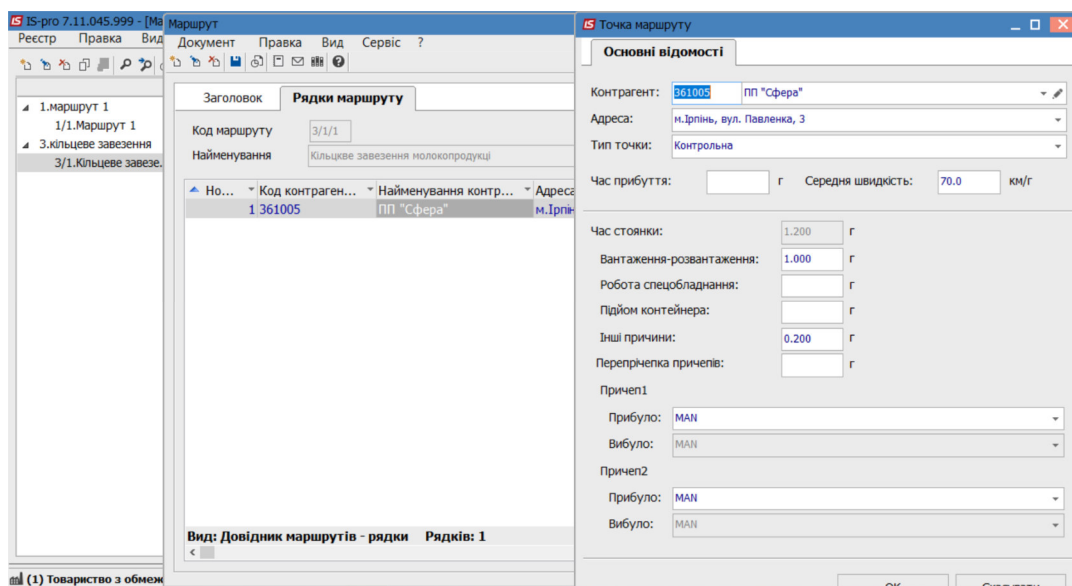 IS-pro 7.11.045.999 - [Ма
Реєстр Правка Вид
1.маршрут 1
1/1.Маршрут 1
3.кільцеве завезення
3/1.Кільцеве завезе.
(1) Товариство з обмеж
Маршрут
Документ Правка Вид Сервіс ?
Заголовок Рядки маршруту
Код маршруту 3/1/1
Найменування Кільцкве завезення молокопродукці
Но... Код контраген... Найменування контр... Адреса
1 361005 ПП "Сфера" м.Ірпін
Вид: Довідник маршрутів - рядки Рядків: 1
Точка маршруту
Основні відомості
Контрагент: 361005 ПП "Сфера"
Адреса: м.Ірпінь, вул. Павленка, 3
Тип точки: Контрольна
Час прибуття: г Середня швидкість: 70.0 км/г
Час стоянки: 1.200 г
Вантаження-розвантаження: 1.000 г
Робота спецобладнання: г
Підйом контейнера: г
Інші причини: 0.200 г
Перепрічепка причепів: г
Причеп1
Прибуло: MAN
Вибуло: MAN
Причеп2
Прибуло: MAN
Вибуло: MAN